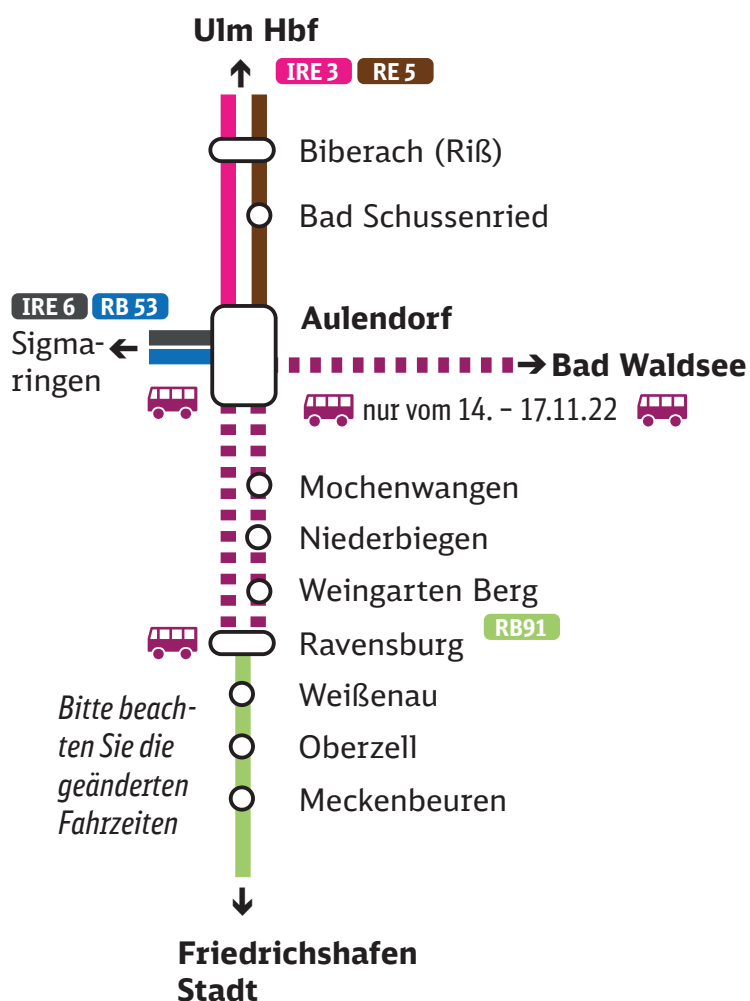 Ulm Hbf
IRE 3 RE 5
Biberach (Riß)
Bad Schussenried
IRE 6 RB 53
Sigma-
ringen
Aulendorf
Bad Waldsee
nur vom 14. – 17.11.22
Mochenwangen
Niederbiegen
Weingarten Berg
Ravensburg RB91
Weißenau
Oberzell
Meckenbeuren
Bitte beach-
ten Sie die
geänderten
Fahrzeiten
Friedrichshafen
Stadt